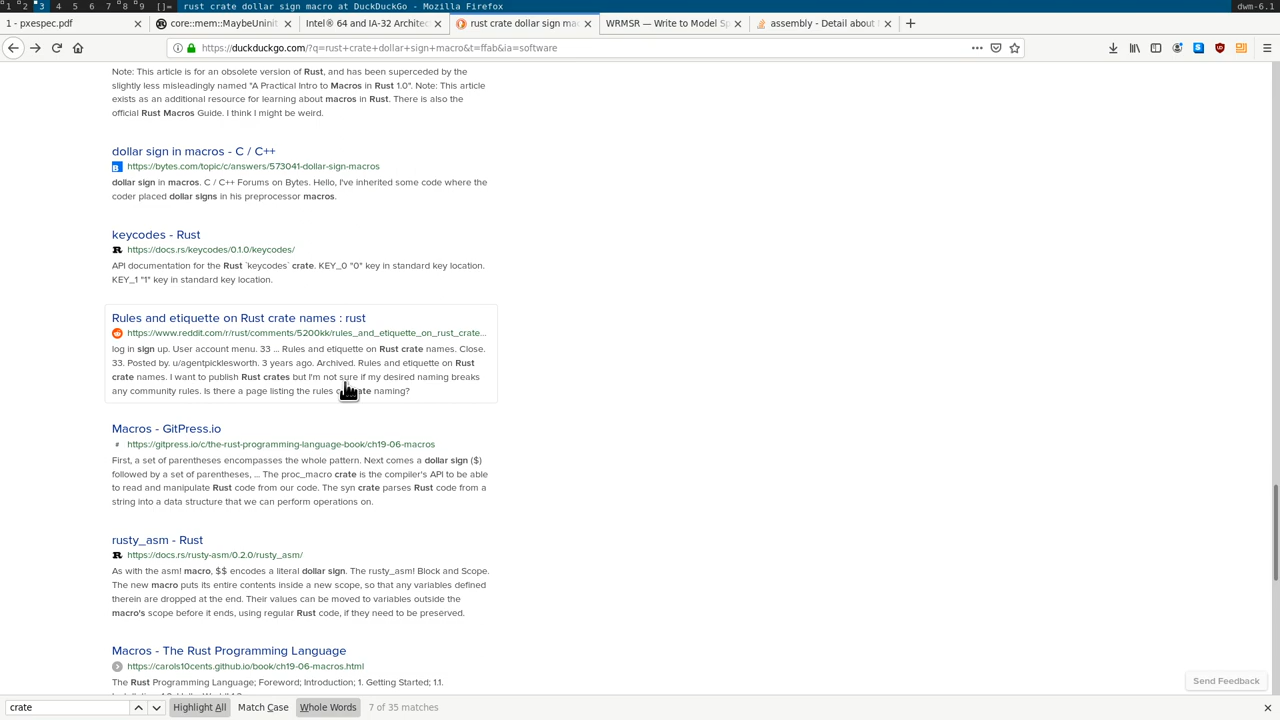 1 2 3 4 5 6 7 8 9 []= rust crate dollar sign macro at DuckDuckGo - Mozilla Firefox dwm-6.1
1 - pxespec.pdf core::mem::MaybeUninit Intel® 64 and IA-32 Architec rust crate dollar sign ma WRMSR — Write to Model Sp assembly - Detail about
https://duckduckgo.com/?q=rust+crate+dollar+sign+macro&t=ffab&ia=software
Note: This article is for an obsolete version of Rust, and has been superceded by the
slightly less misleadingly named "A Practical Intro to Macros in Rust 1.0". Note: This article
exists as an additional resource for learning about macros in Rust. There is also the
official Rust Macros Guide. I think I might be weird.
dollar sign in macros - C / C++
https://bytes.com/topic/c/answers/573041-dollar-sign-macros
dollar sign in macros. C / C++ Forums on Bytes. Hello, I've inherited some code where the
coder placed dollar signs in his preprocessor macros.
keycodes - Rust
https://docs.rs/keycodes/0.1.0/keycodes/
API documentation for the Rust `keycodes` crate. KEY_0 "0" key in standard key location.
KEY_1 "1" key in standard key location.
Rules and etiquette on Rust crate names : rust
https://www.reddit.com/r/rust/comments/5200kk/rules_and_etiquette_on_rust_crate...
log in sign up. User account menu. 33 ... Rules and etiquette on Rust crate names. Close.
33. Posted by. u/agentpicklesworth. 3 years ago. Archived. Rules and etiquette on Rust
crate names. I want to publish Rust crates but I'm not sure if my desired naming breaks
any community rules. Is there a page listing the rules naming?
Macros - GitPress.io
https://gitpress.io/c/the-rust-programming-language-book/ch19-06-macros
First, a set of parentheses encompasses the whole pattern. Next comes a dollar sign ($)
followed by a set of parentheses, ... The proc_macro crate is the compiler's API to be able
to read and manipulate Rust code from our code. The syn crate parses Rust code from a
string into a data structure that we can perform operations on.
rusty_asm - Rust
https://docs.rs/rusty-asm/0.2.0/rusty_asm/
As with the asm! macro, $$ encodes a literal dollar sign. The rusty_asm! Block and Scope.
The new macro puts its entire contents inside a new scope, so that any variables defined
therein are dropped at the end. Their values can be moved to variables outside the
macro's scope before it ends, using regular Rust code, if they need to be preserved.
Macros - The Rust Programming Language
https://carols10cents.github.io/book/ch19-06-macros.html
The Rust Programming Language; Foreword; Introduction; 1. Getting Started; 1.1.
Send Feedback
crate Highlight All Match Case Whole Words 7 of 35 matches